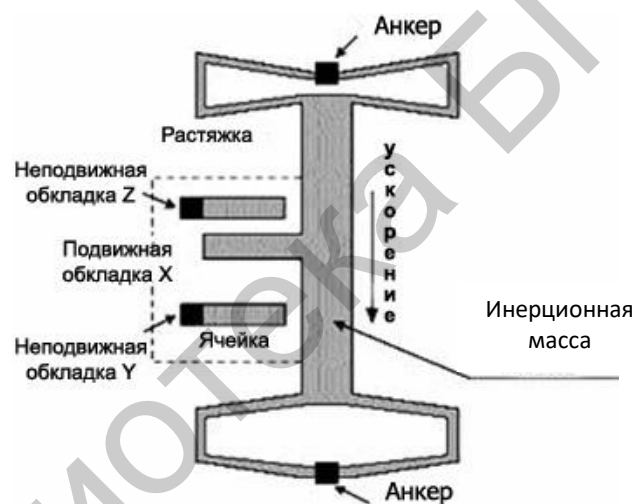 Анкер
Растяжка
Неподвижная
обкладка Z
Подвижная
обкладка X
Неподвижная
обкладка Y
Ячейка
ускорение
Инерционная
масса
Анкер